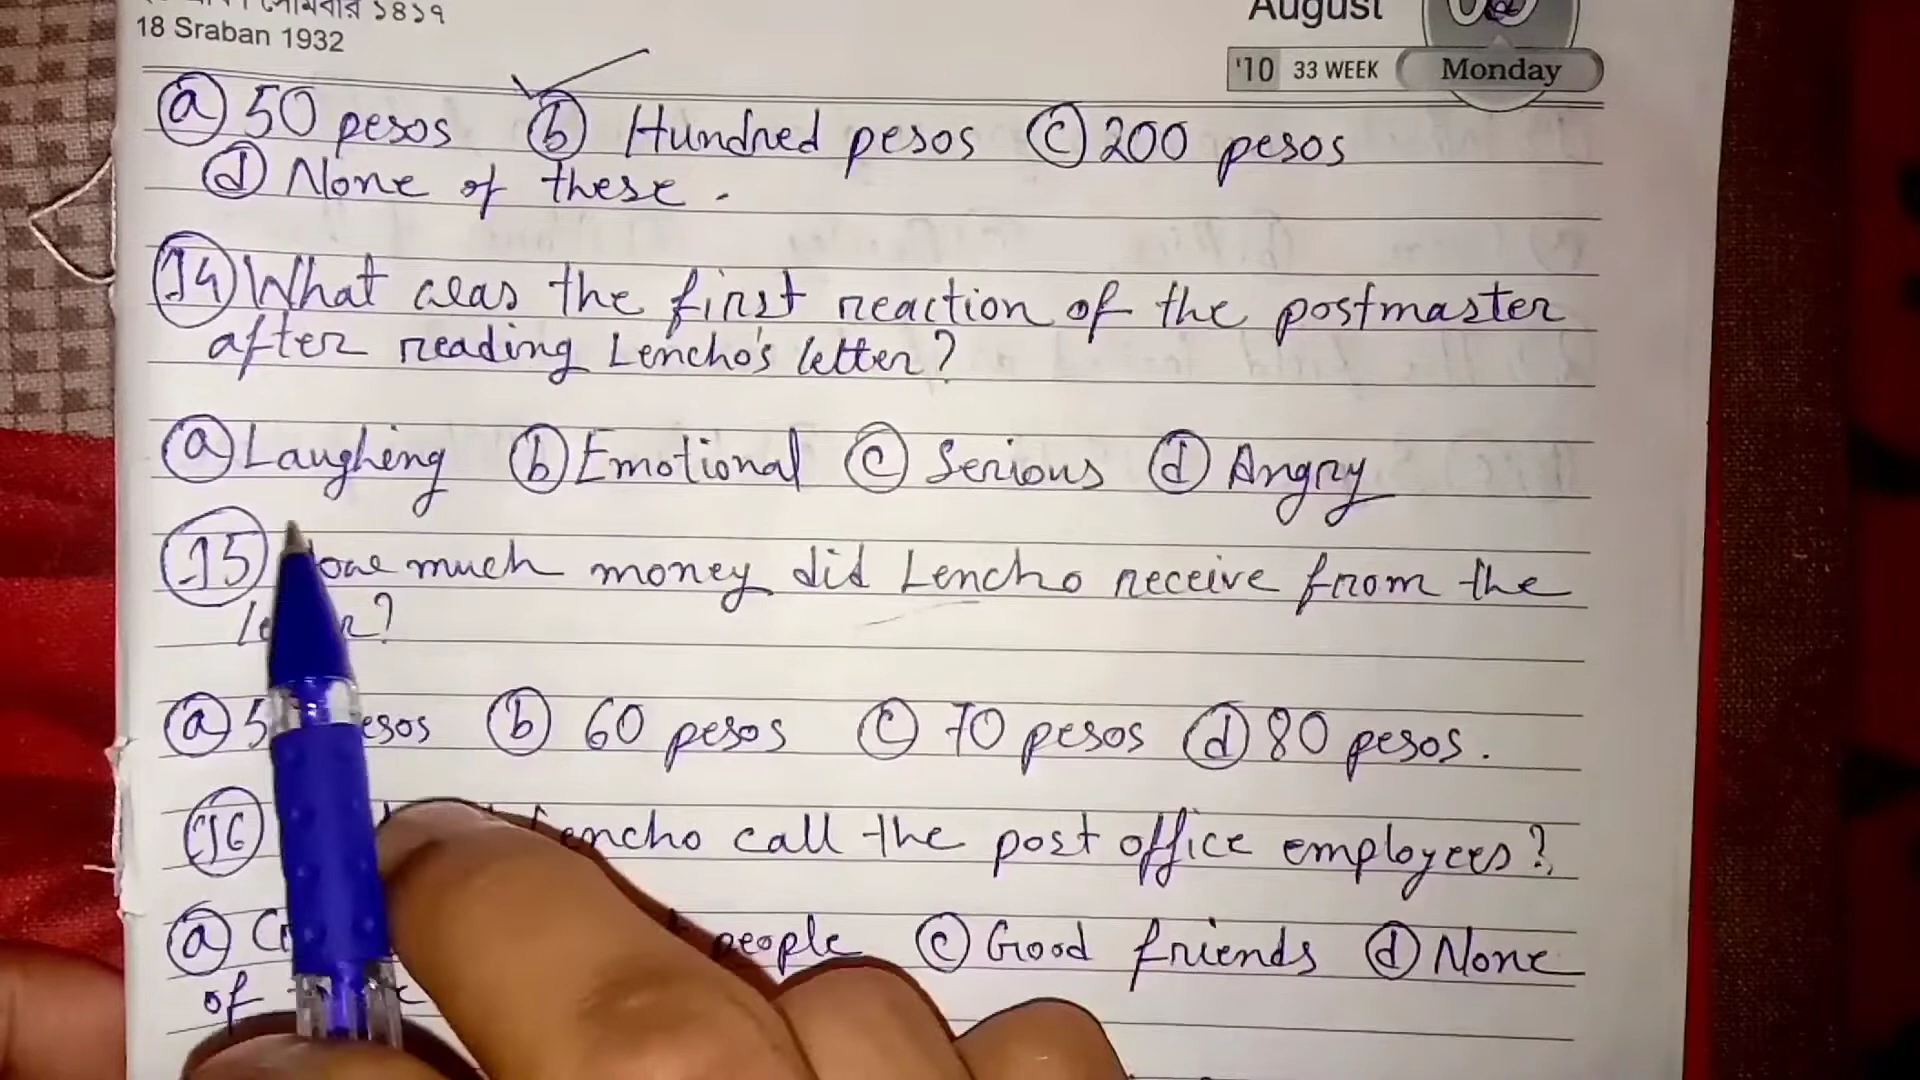 সোমবার ১৪১৭
18 Sraban 1932
August
'10 33 WEEK Monday
(a) 50 pesos (b) Hundred pesos (c) 200 pesos
(d) None of these.
(14) What was the first reaction of the postmaster
after reading Lencho's letter?
(a) Laughing (b) Emotional (c) Serious (d) Angry
(15) much money did Lencho receive from the
(a) (b) 60 pesos (c) 70 pesos (d) 80 pesos.
(16) Lencho call the post office employees?
(a) people (c) Good friends (d) None
of